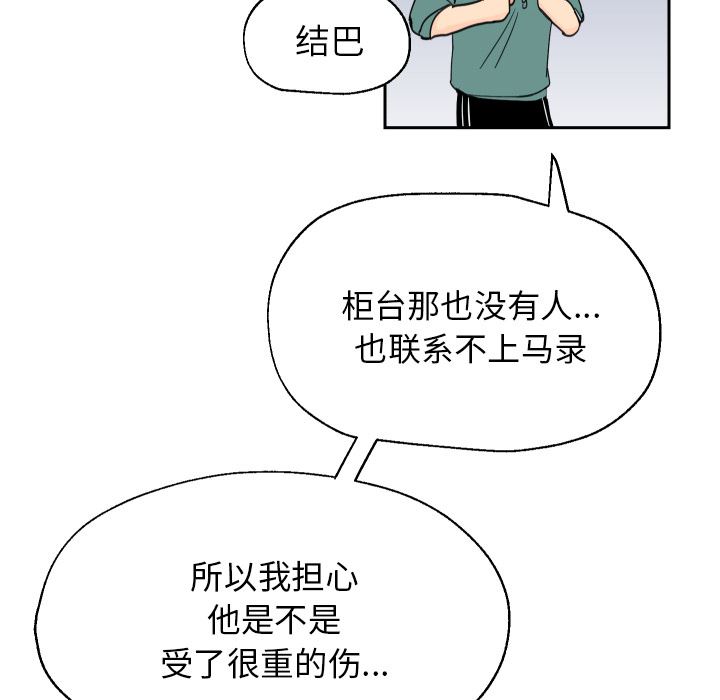 结巴
柜台那也没有人...
也联系不上马录
所以我担心
他是不是
受了很重的伤...